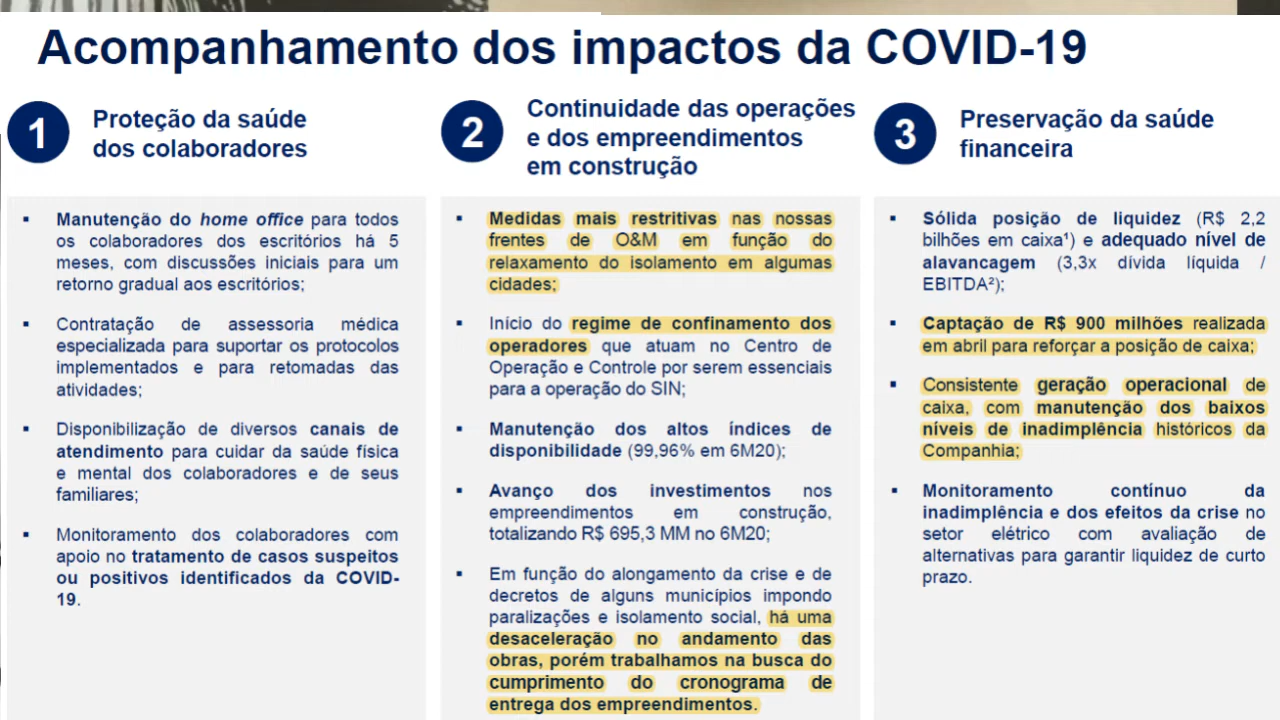 Acompanhamento dos impactos da COVID-19
1
Proteção da saúde
dos colaboradores
▪ Manutenção do home office para todos
os colaboradores dos escritórios há 5
meses, com discussões iniciais para um
retorno gradual aos escritórios;
▪ Contratação de assessoria médica
especializada para suportar os protocolos
implementados e para retomadas das
atividades;
▪ Disponibilização de diversos canais de
atendimento para cuidar da saúde física
e mental dos colaboradores e de seus
familiares;
▪ Monitoramento dos colaboradores com
apoio no tratamento de casos suspeitos
ou positivos identificados da COVID-
19.
2
Continuidade das operações
e dos empreendimentos
em construção
▪ Medidas mais restritivas nas nossas
frentes de O&M em função do
relaxamento do isolamento em algumas
cidades;
▪ Início do regime de confinamento dos
operadores que atuam no Centro de
Operação e Controle por serem essenciais
para a operação do SIN;
▪ Manutenção dos altos índices de
disponibilidade (99,96% em 6M20);
▪ Avanço dos investimentos nos
empreendimentos em construção,
totalizando R$ 695,3 MM no 6M20;
▪ Em função do alongamento da crise e de
decretos de alguns municípios impondo
paralizações e isolamento social, há uma
desaceleração no andamento das
obras, porém trabalhamos na busca do
cumprimento do cronograma de
entrega dos empreendimentos.
3
Preservação da saúde
financeira
▪ Sólida posição de liquidez (R$ 2,2
bilhões em caixa¹) e adequado nível de
alavancagem (3,3x dívida líquida /
EBITDA²);
▪ Captação de R$ 900 milhões realizada
em abril para reforçar a posição de caixa;
▪ Consistente geração operacional de
caixa, com manutenção dos baixos
níveis de inadimplência históricos da
Companhia;
▪ Monitoramento contínuo da
inadimplência e dos efeitos da crise no
setor elétrico com avaliação de
alternativas para garantir liquidez de curto
prazo.